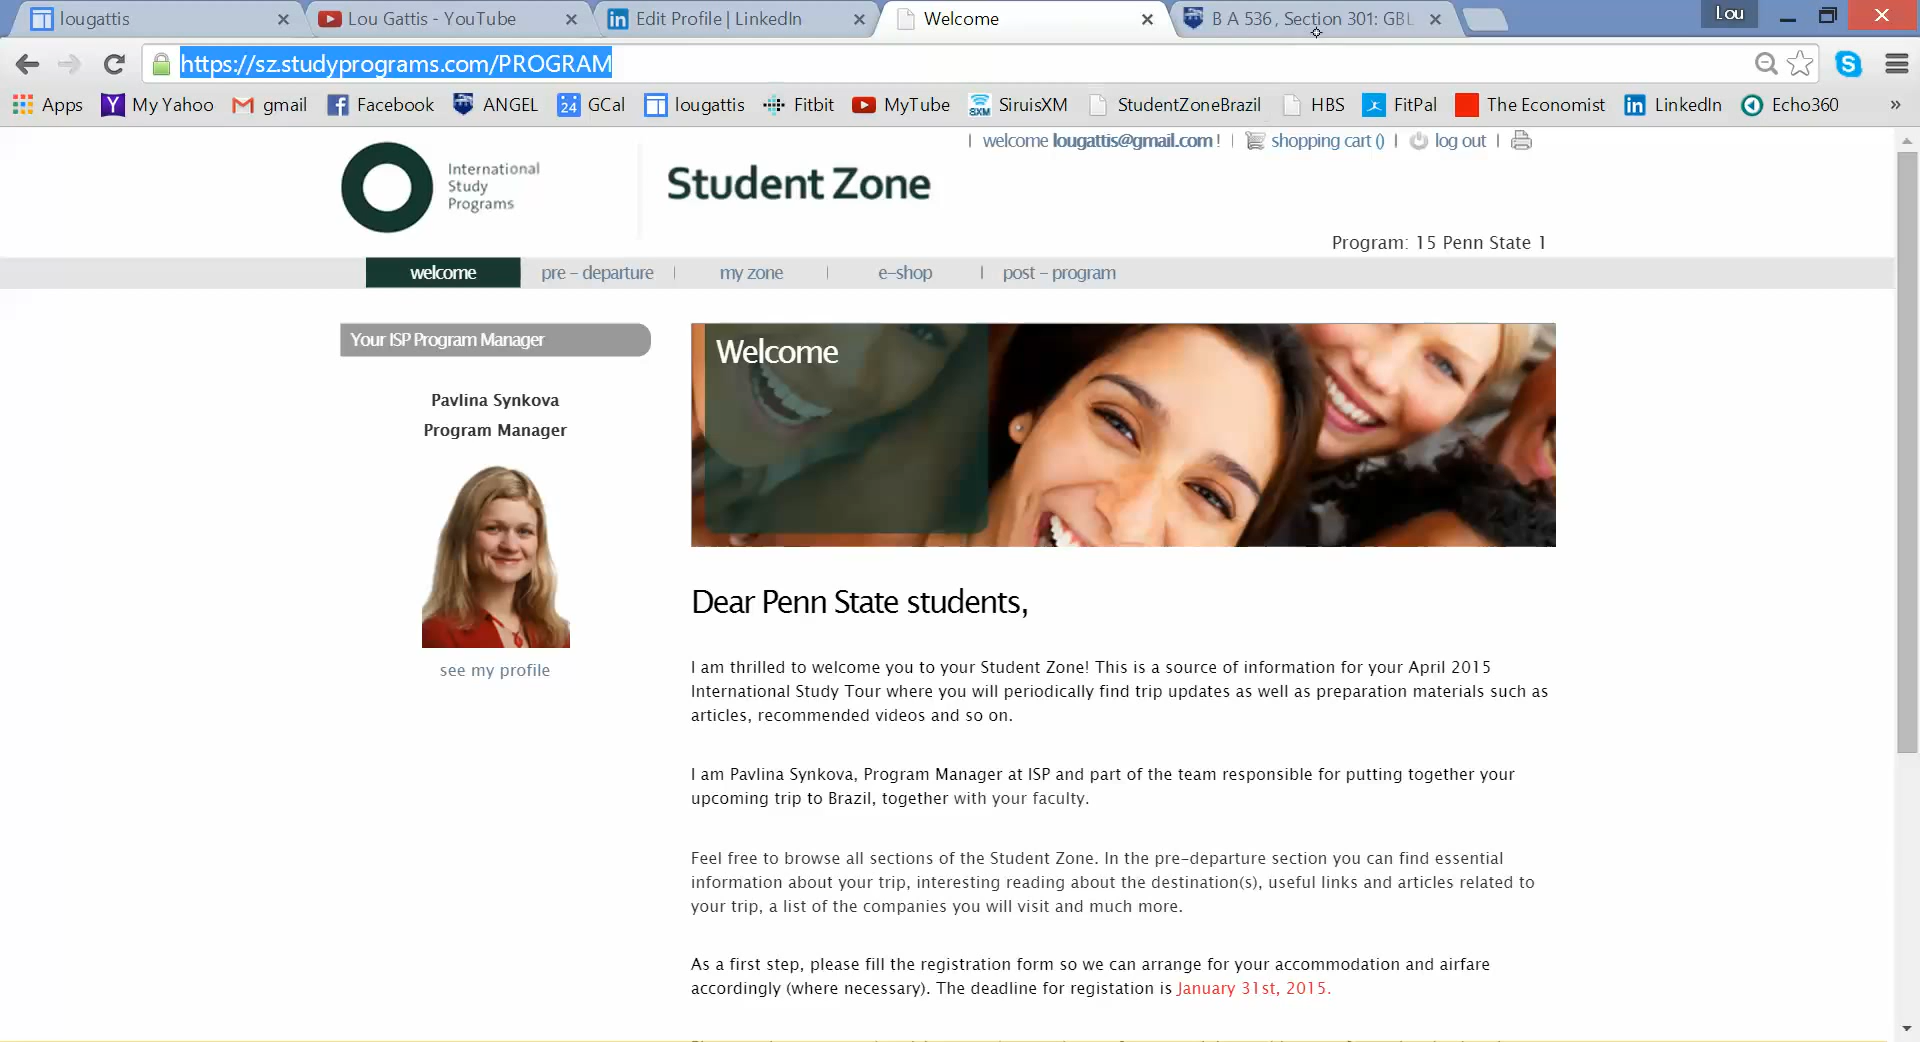 lougattis
Lou Gattis - YouTube
Edit Profile | LinkedIn
Welcome
B A 536 , Section 301: GBL
Lou
https://sz.studyprograms.com/PROGRAM
Apps
My Yahoo
gmail
Facebook
ANGEL
24
GCal
lougattis
Fitbit
MyTube
SXM
SiruisXM
StudentZoneBrazil
HBS
FitPal
The Economist
LinkedIn
Echo360
»
| welcome lougattis@gmail.com ! | shopping cart () | log out |
International
Study
Programs
Student Zone
Program: 15 Penn State 1
welcome
pre - departure | my zone | e-shop | post - program
Your ISP Program Manager
Pavlina Synkova
Program Manager
see my profile
Welcome
Dear Penn State students,
I am thrilled to welcome you to your Student Zone! This is a source of information for your April 2015
International Study Tour where you will periodically find trip updates as well as preparation materials such as
articles, recommended videos and so on.
I am Pavlina Synkova, Program Manager at ISP and part of the team responsible for putting together your
upcoming trip to Brazil, together with your faculty.
Feel free to browse all sections of the Student Zone. In the pre-departure section you can find essential
information about your trip, interesting reading about the destination(s), useful links and articles related to
your trip, a list of the companies you will visit and much more.
As a first step, please fill the registration form so we can arrange for your accommodation and airfare
accordingly (where necessary). The deadline for registation is January 31st, 2015.